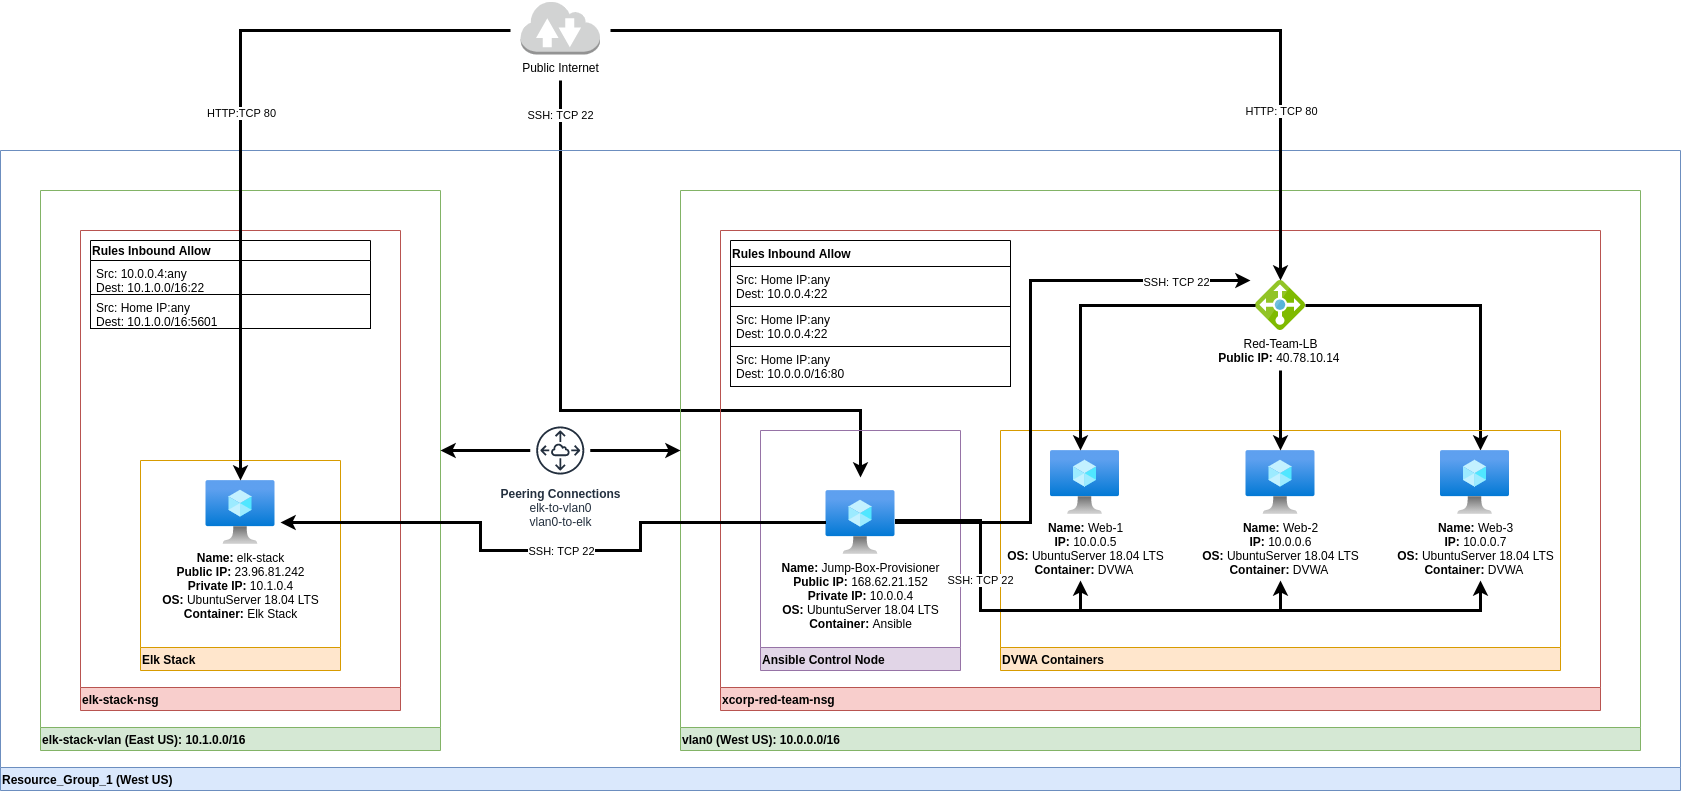 Public Internet
HTTP:TCP 80
SSH: TCP 22
HTTP: TCP 80
Rules Inbound Allow
Src: 10.0.0.4:any
Dest: 10.1.0.0/16:22
Src: Home IP:any
Dest: 10.1.0.0/16:5601
Rules Inbound Allow
Src: Home IP:any
Dest: 10.0.0.4:22
Src: Home IP:any
Dest: 10.0.0.4:22
Src: Home IP:any
Dest: 10.0.0.0/16:80
SSH: TCP 22
Red-Team-LB
Public IP: 40.78.10.14
Peering Connections
elk-to-vlan0
vlan0-to-elk
SSH: TCP 22
Name: elk-stack
Public IP: 23.96.81.242
Private IP: 10.1.0.4
OS: UbuntuServer 18.04 LTS
Container: Elk Stack
Elk Stack
elk-stack-nsg
elk-stack-vlan (East US): 10.1.0.0/16
Name: Jump-Box-Provisioner
Public IP: 168.62.21.152
Private IP: 10.0.0.4
OS: UbuntuServer 18.04 LTS
Container: Ansible
Ansible Control Node
SSH: TCP 22
Name: Web-1
IP: 10.0.0.5
OS: UbuntuServer 18.04 LTS
Container: DVWA
Name: Web-2
IP: 10.0.0.6
OS: UbuntuServer 18.04 LTS
Container: DVWA
Name: Web-3
IP: 10.0.0.7
OS: UbuntuServer 18.04 LTS
Container: DVWA
DVWA Containers
xcorp-red-team-nsg
vlan0 (West US): 10.0.0.0/16
Resource_Group_1 (West US)